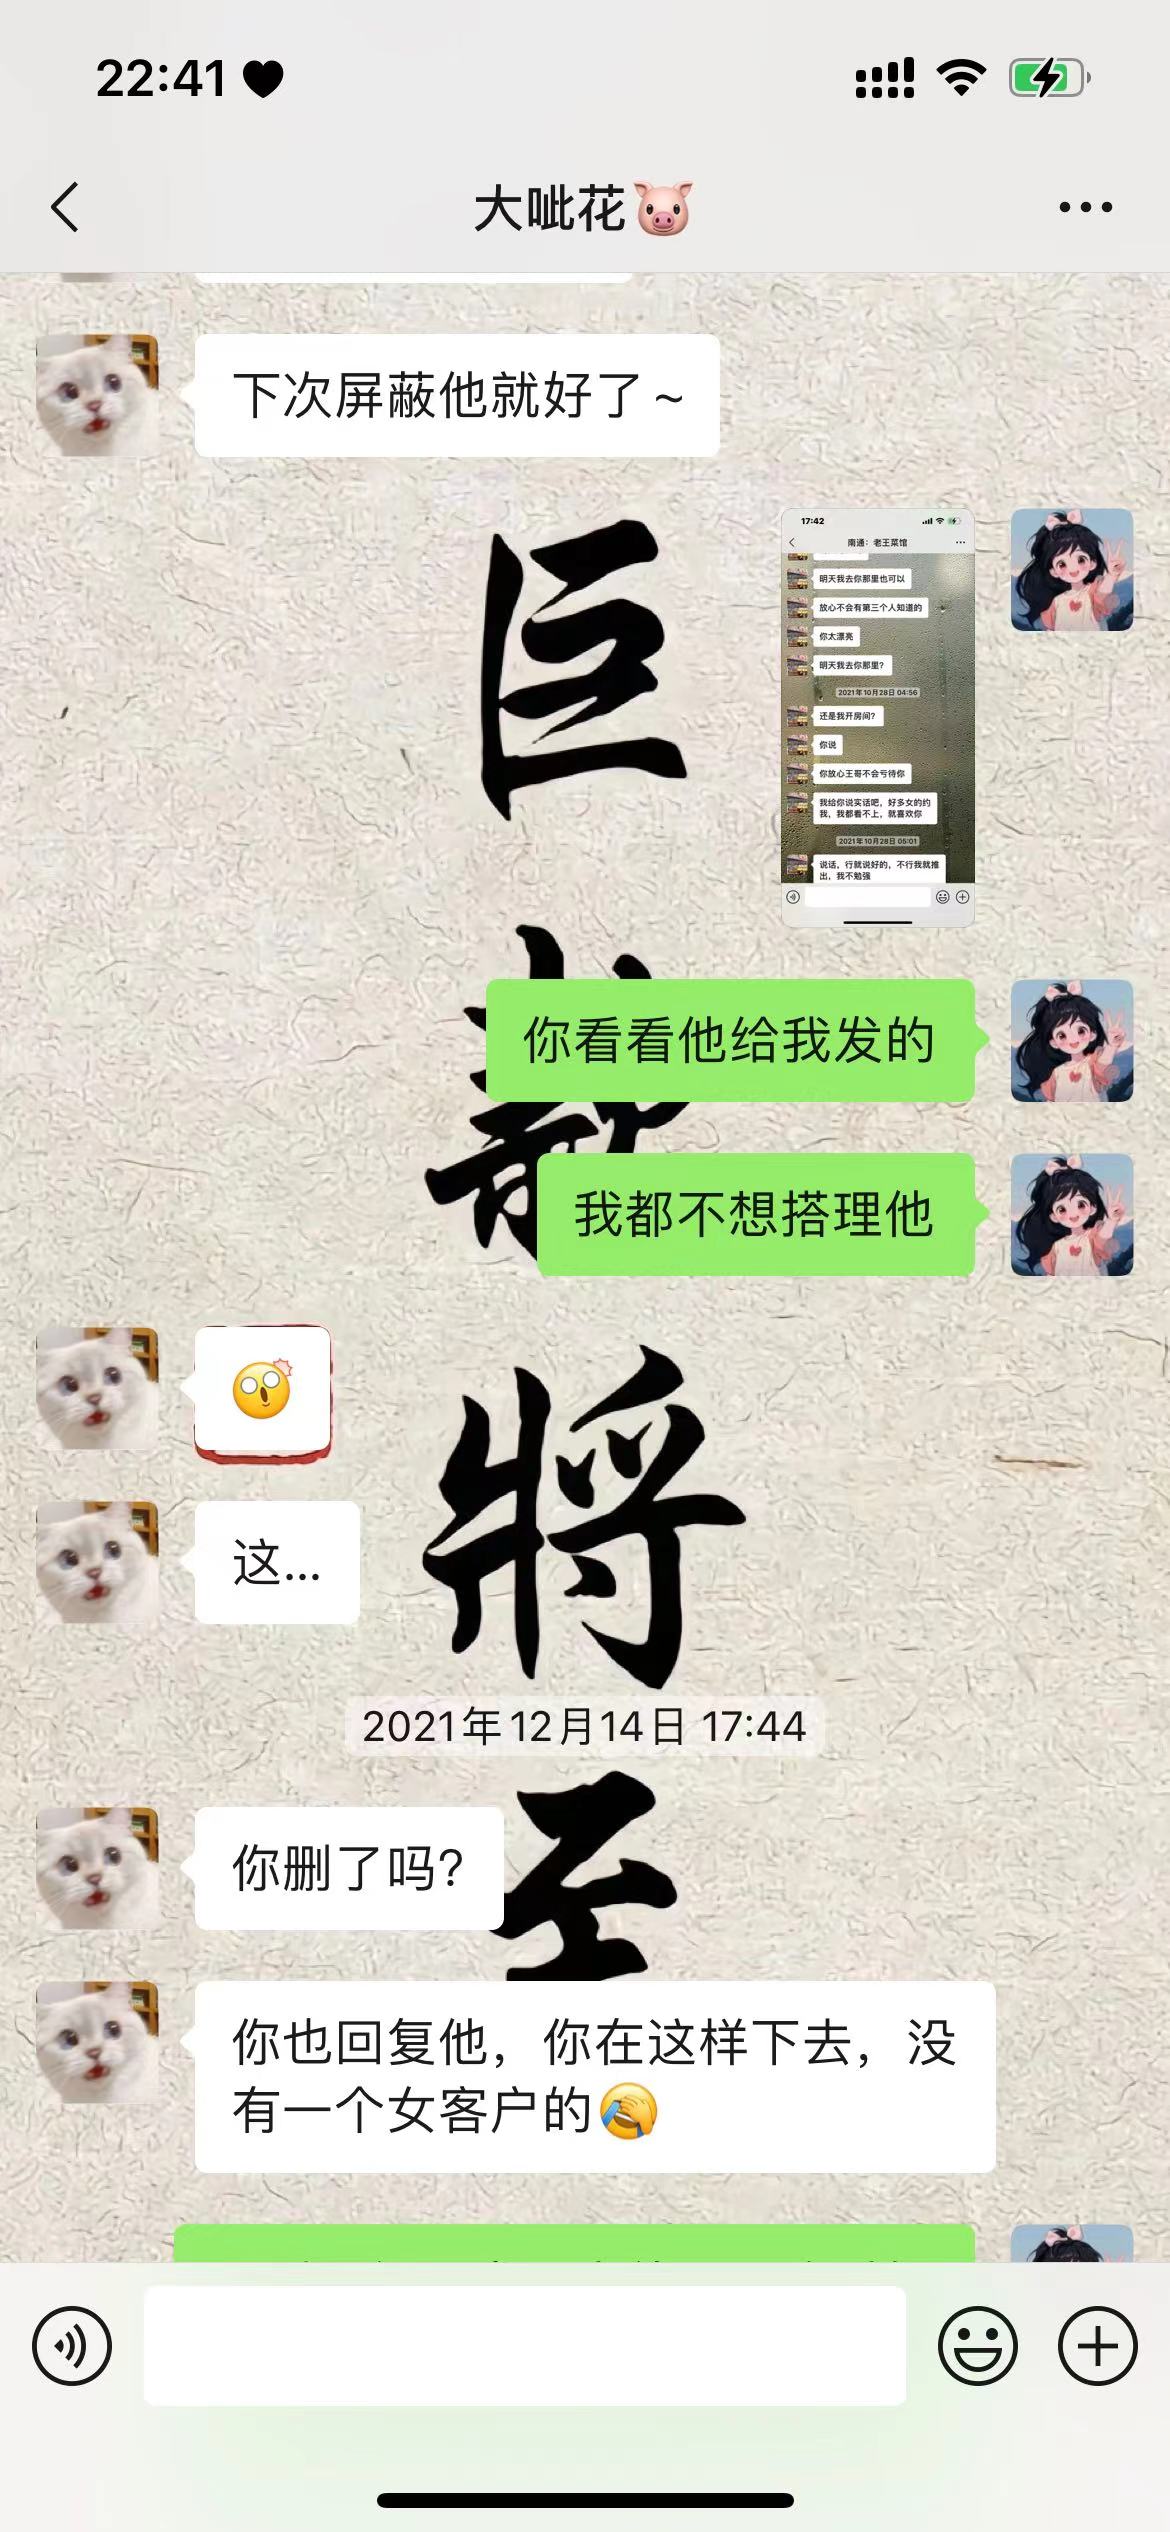 22:41
大呲花
下次屏蔽他就好了~
17:42
南通：老王菜馆
明天我去你那里也可以
放心不会有第三个人知道的
你太漂亮
明天我去你那里？
2021年10月28日 04:56
还是我开房间？
你说
你放心王哥不会亏待你
我给你说实话吧，好多女的约
我，我都看不上，就喜欢你
2021年10月28日 05:01
说话，行就说好的，不行我就推
出，我不勉强
巨
你看看他给我发的
我都不想搭理他
這...
將
2021年12月14日 17:44
至
你删了吗?
你也回复他，你在这样下去，没
有一个女客户的